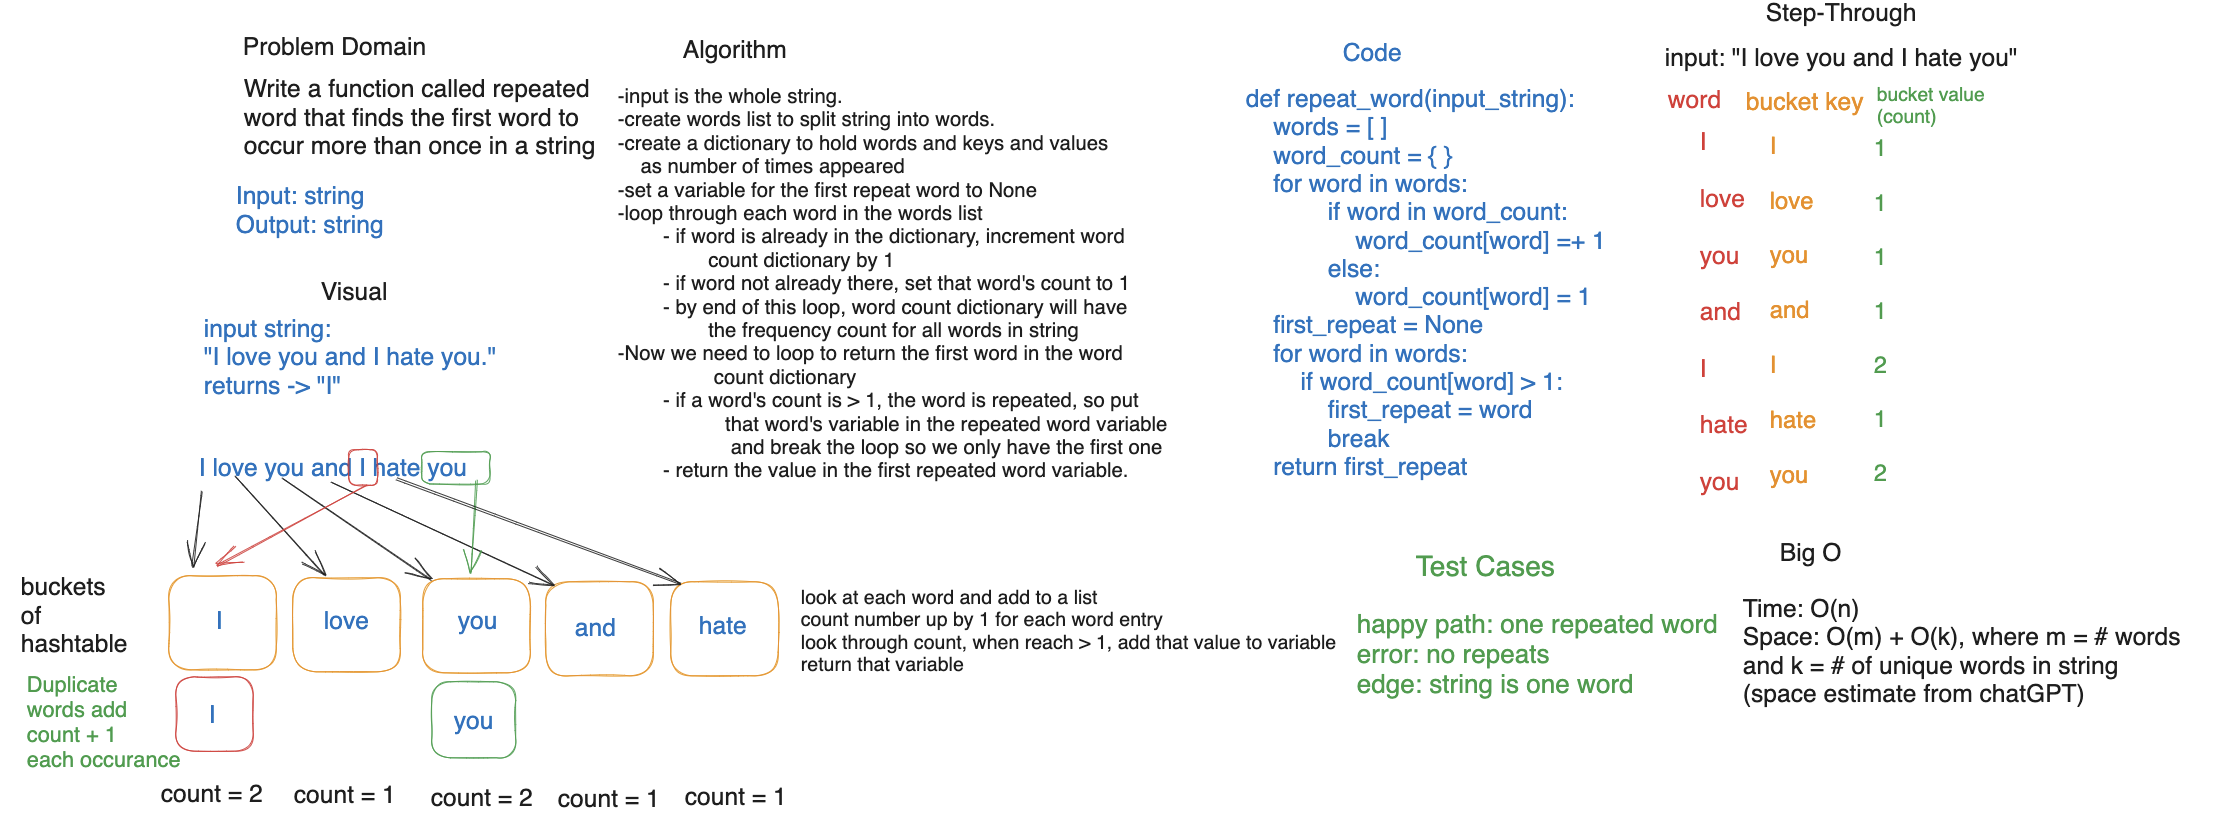 Problem Domain
Write a function called repeated
word that finds the first word to
occur more than once in a string
Input: string
Output: string
Visual
input string:
"I love you and I hate you."
returns -> "I"
I love you and I hate you
buckets
of
hashtable
I
love
you
and
hate
Duplicate
words add
count + 1
each occurance
I
you
count = 2
count = 1
count = 2
count = 1
count = 1
look at each word and add to a list
count number up by 1 for each word entry
look through count, when reach > 1, add that value to variable
return that variable
Algorithm
-input is the whole string.
-create words list to split string into words.
-create a dictionary to hold words and keys and values
as number of times appeared
-set a variable for the first repeat word to None
-loop through each word in the words list
- if word is already in the dictionary, increment word
count dictionary by 1
- if word not already there, set that word's count to 1
- by end of this loop, word count dictionary will have
the frequency count for all words in string
-Now we need to loop to return the first word in the word
count dictionary
- if a word's count is > 1, the word is repeated, so put
that word's variable in the repeated word variable
and break the loop so we only have the first one
- return the value in the first repeated word variable.
Code
def repeat_word(input_string):
words = [ ]
word_count = { }
for word in words:
if word in word_count:
word_count[word] =+ 1
else:
word_count[word] = 1
first_repeat = None
for word in words:
if word_count[word] > 1:
first_repeat = word
break
return first_repeat
Step-Through
input: "I love you and I hate you"
word bucket key bucket value
(count)
I I 1
love love 1
you you 1
and and 1
I I 2
hate hate 1
you you 2
Test Cases
happy path: one repeated word
error: no repeats
edge: string is one word
Big O
Time: O(n)
Space: O(m) + O(k), where m = # words
and k = # of unique words in string
(space estimate from chatGPT)